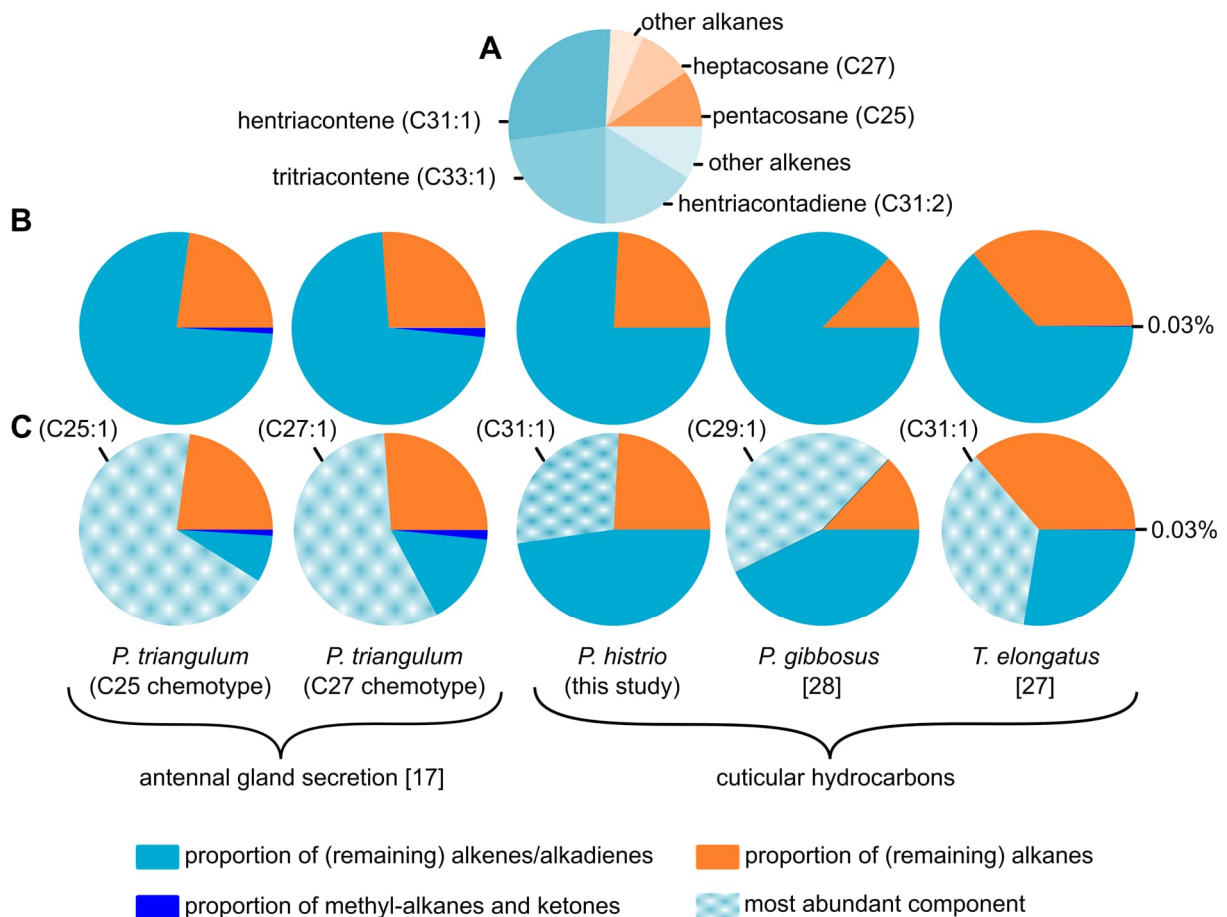 A
other alkanes
heptacosane (C27)
pentacosane (C25)
other alkenes
hentriacontadiene (C31:2)
hentriacontene (C31:1)
tritriacontene (C33:1)
B
0.03%
C
(C25:1)
(C27:1)
(C31:1)
(C29:1)
(C31:1)
0.03%
P. triangulum
(C25 chemotype)
P. triangulum
(C27 chemotype)
P. histrio
(this study)
P. gibbosus
[28]
T. elongatus
[27]
antennal gland secretion [17]
cuticular hydrocarbons
proportion of (remaining) alkenes/alkadienes
proportion of (remaining) alkanes
proportion of methyl-alkanes and ketones
most abundant component